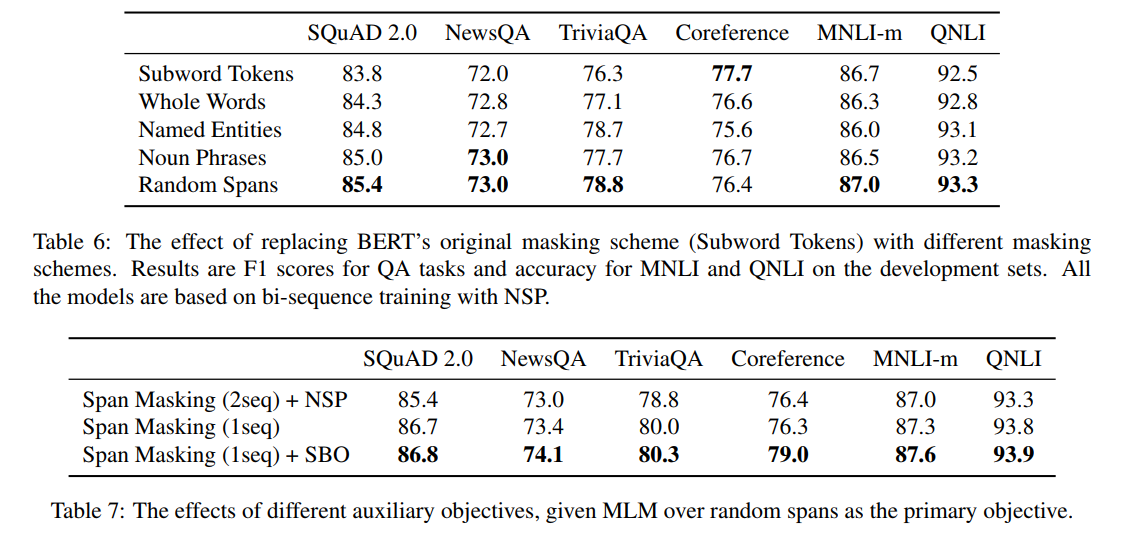 SQuAD 2.0 NewsQA TriviaQA Coreference MNLI-m QNLI
Subword Tokens 83.8 72.0 76.3 77.7 86.7 92.5
Whole Words 84.3 72.8 77.1 76.6 86.3 92.8
Named Entities 84.8 72.7 78.7 75.6 86.0 93.1
Noun Phrases 85.0 73.0 77.7 76.7 86.5 93.2
Random Spans 85.4 73.0 78.8 76.4 87.0 93.3
Table 6: The effect of replacing BERT's original masking scheme (Subword Tokens) with different masking
schemes. Results are F1 scores for QA tasks and accuracy for MNLI and QNLI on the development sets. All
the models are based on bi-sequence training with NSP.
SQuAD 2.0 NewsQA TriviaQA Coreference MNLI-m QNLI
Span Masking (2seq) + NSP 85.4 73.0 78.8 76.4 87.0 93.3
Span Masking (1seq) 86.7 73.4 80.0 76.3 87.3 93.8
Span Masking (1seq) + SBO 86.8 74.1 80.3 79.0 87.6 93.9
Table 7: The effects of different auxiliary objectives, given MLM over random spans as the primary objective.